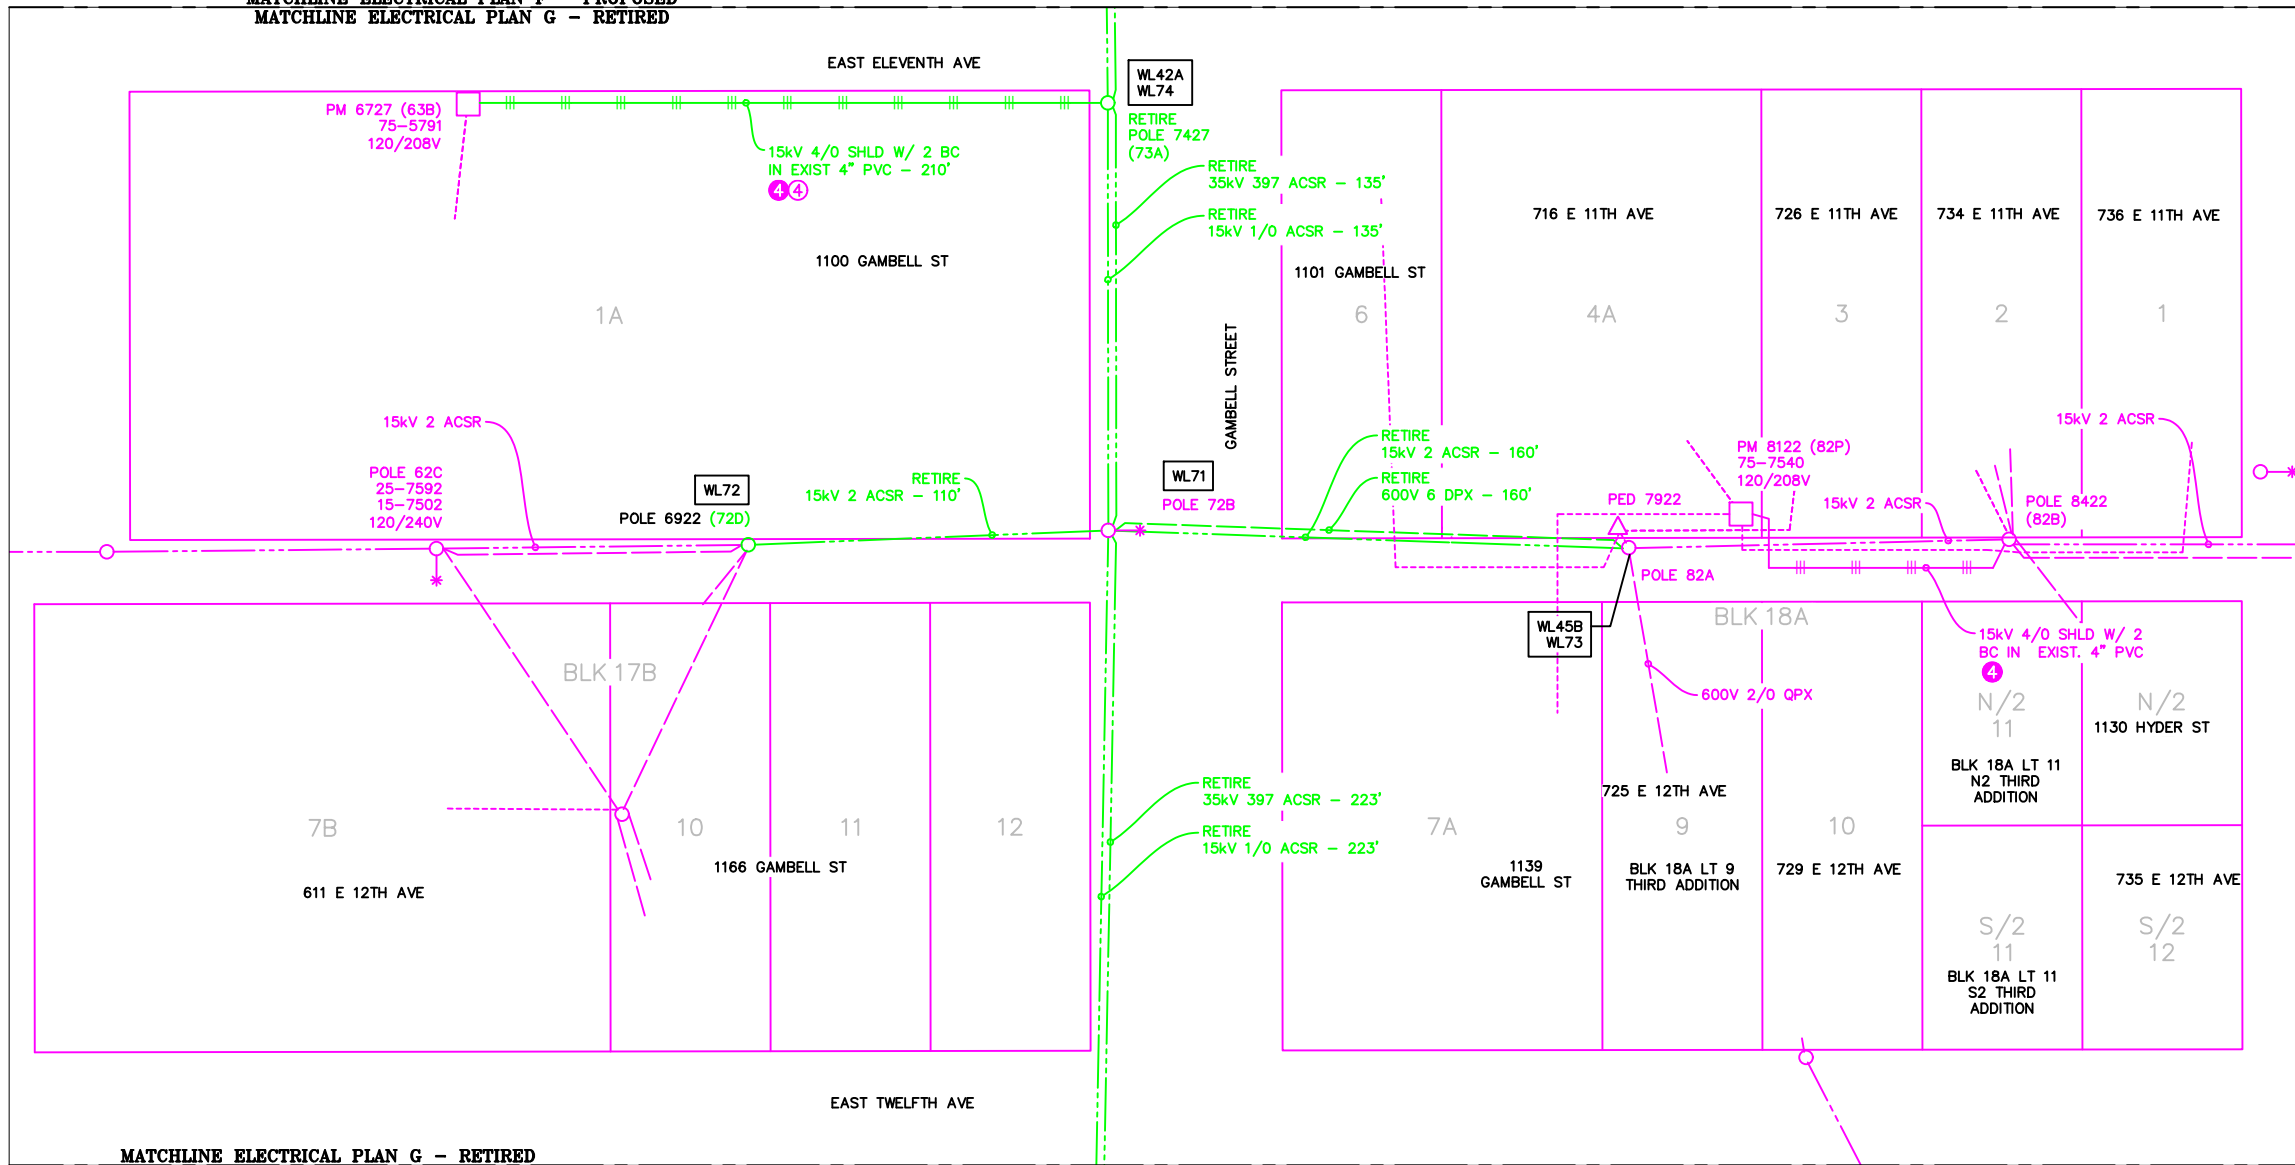 MATCHLINE ELECTRICAL PLAN F - PROPOSED
MATCHLINE ELECTRICAL PLAN G - RETIRED
EAST ELEVENTH AVE
WL42A
WL74
PM 6727 (63B)
75-5791
120/208V
RETIRE
POLE 7427
(73A)
15kV 4/0 SHLD W/ 2 BC
IN EXIST 4" PVC - 210'
4 4
RETIRE
35kV 397 ACSR - 135'
RETIRE
15kV 1/0 ACSR - 135'
716 E 11TH AVE
726 E 11TH AVE
734 E 11TH AVE
736 E 11TH AVE
1100 GAMBELL ST
1101 GAMBELL ST
1A
6
4A
3
2
1
GAMBELL STREET
15kV 2 ACSR
POLE 62C
25-7592
15-7502
120/240V
WL72
POLE 6922 (72D)
RETIRE
15kV 2 ACSR - 110'
WL71
POLE 72B
RETIRE
15kV 2 ACSR - 160'
RETIRE
600V 6 DPX - 160'
PM 8122 (82P)
75-7540
120/208V
PED 7922
15kV 2 ACSR
15kV 2 ACSR
POLE 8422
(82B)
POLE 82A
WL45B
WL73
BLK 18A
15kV 4/0 SHLD W/ 2
BC IN EXIST. 4" PVC
4
BLK 17B
600V 2/0 QPX
N/2
11
N/2
1130 HYDER ST
BLK 18A LT 11
N2 THIRD
ADDITION
RETIRE
35kV 397 ACSR - 223'
RETIRE
15kV 1/0 ACSR - 223'
725 E 12TH AVE
7B
10
11
12
7A
9
10
1166 GAMBELL ST
611 E 12TH AVE
1139
GAMBELL ST
BLK 18A LT 9
THIRD ADDITION
729 E 12TH AVE
735 E 12TH AVE
S/2
11
S/2
12
BLK 18A LT 11
S2 THIRD
ADDITION
EAST TWELFTH AVE
MATCHLINE ELECTRICAL PLAN G - RETIRED